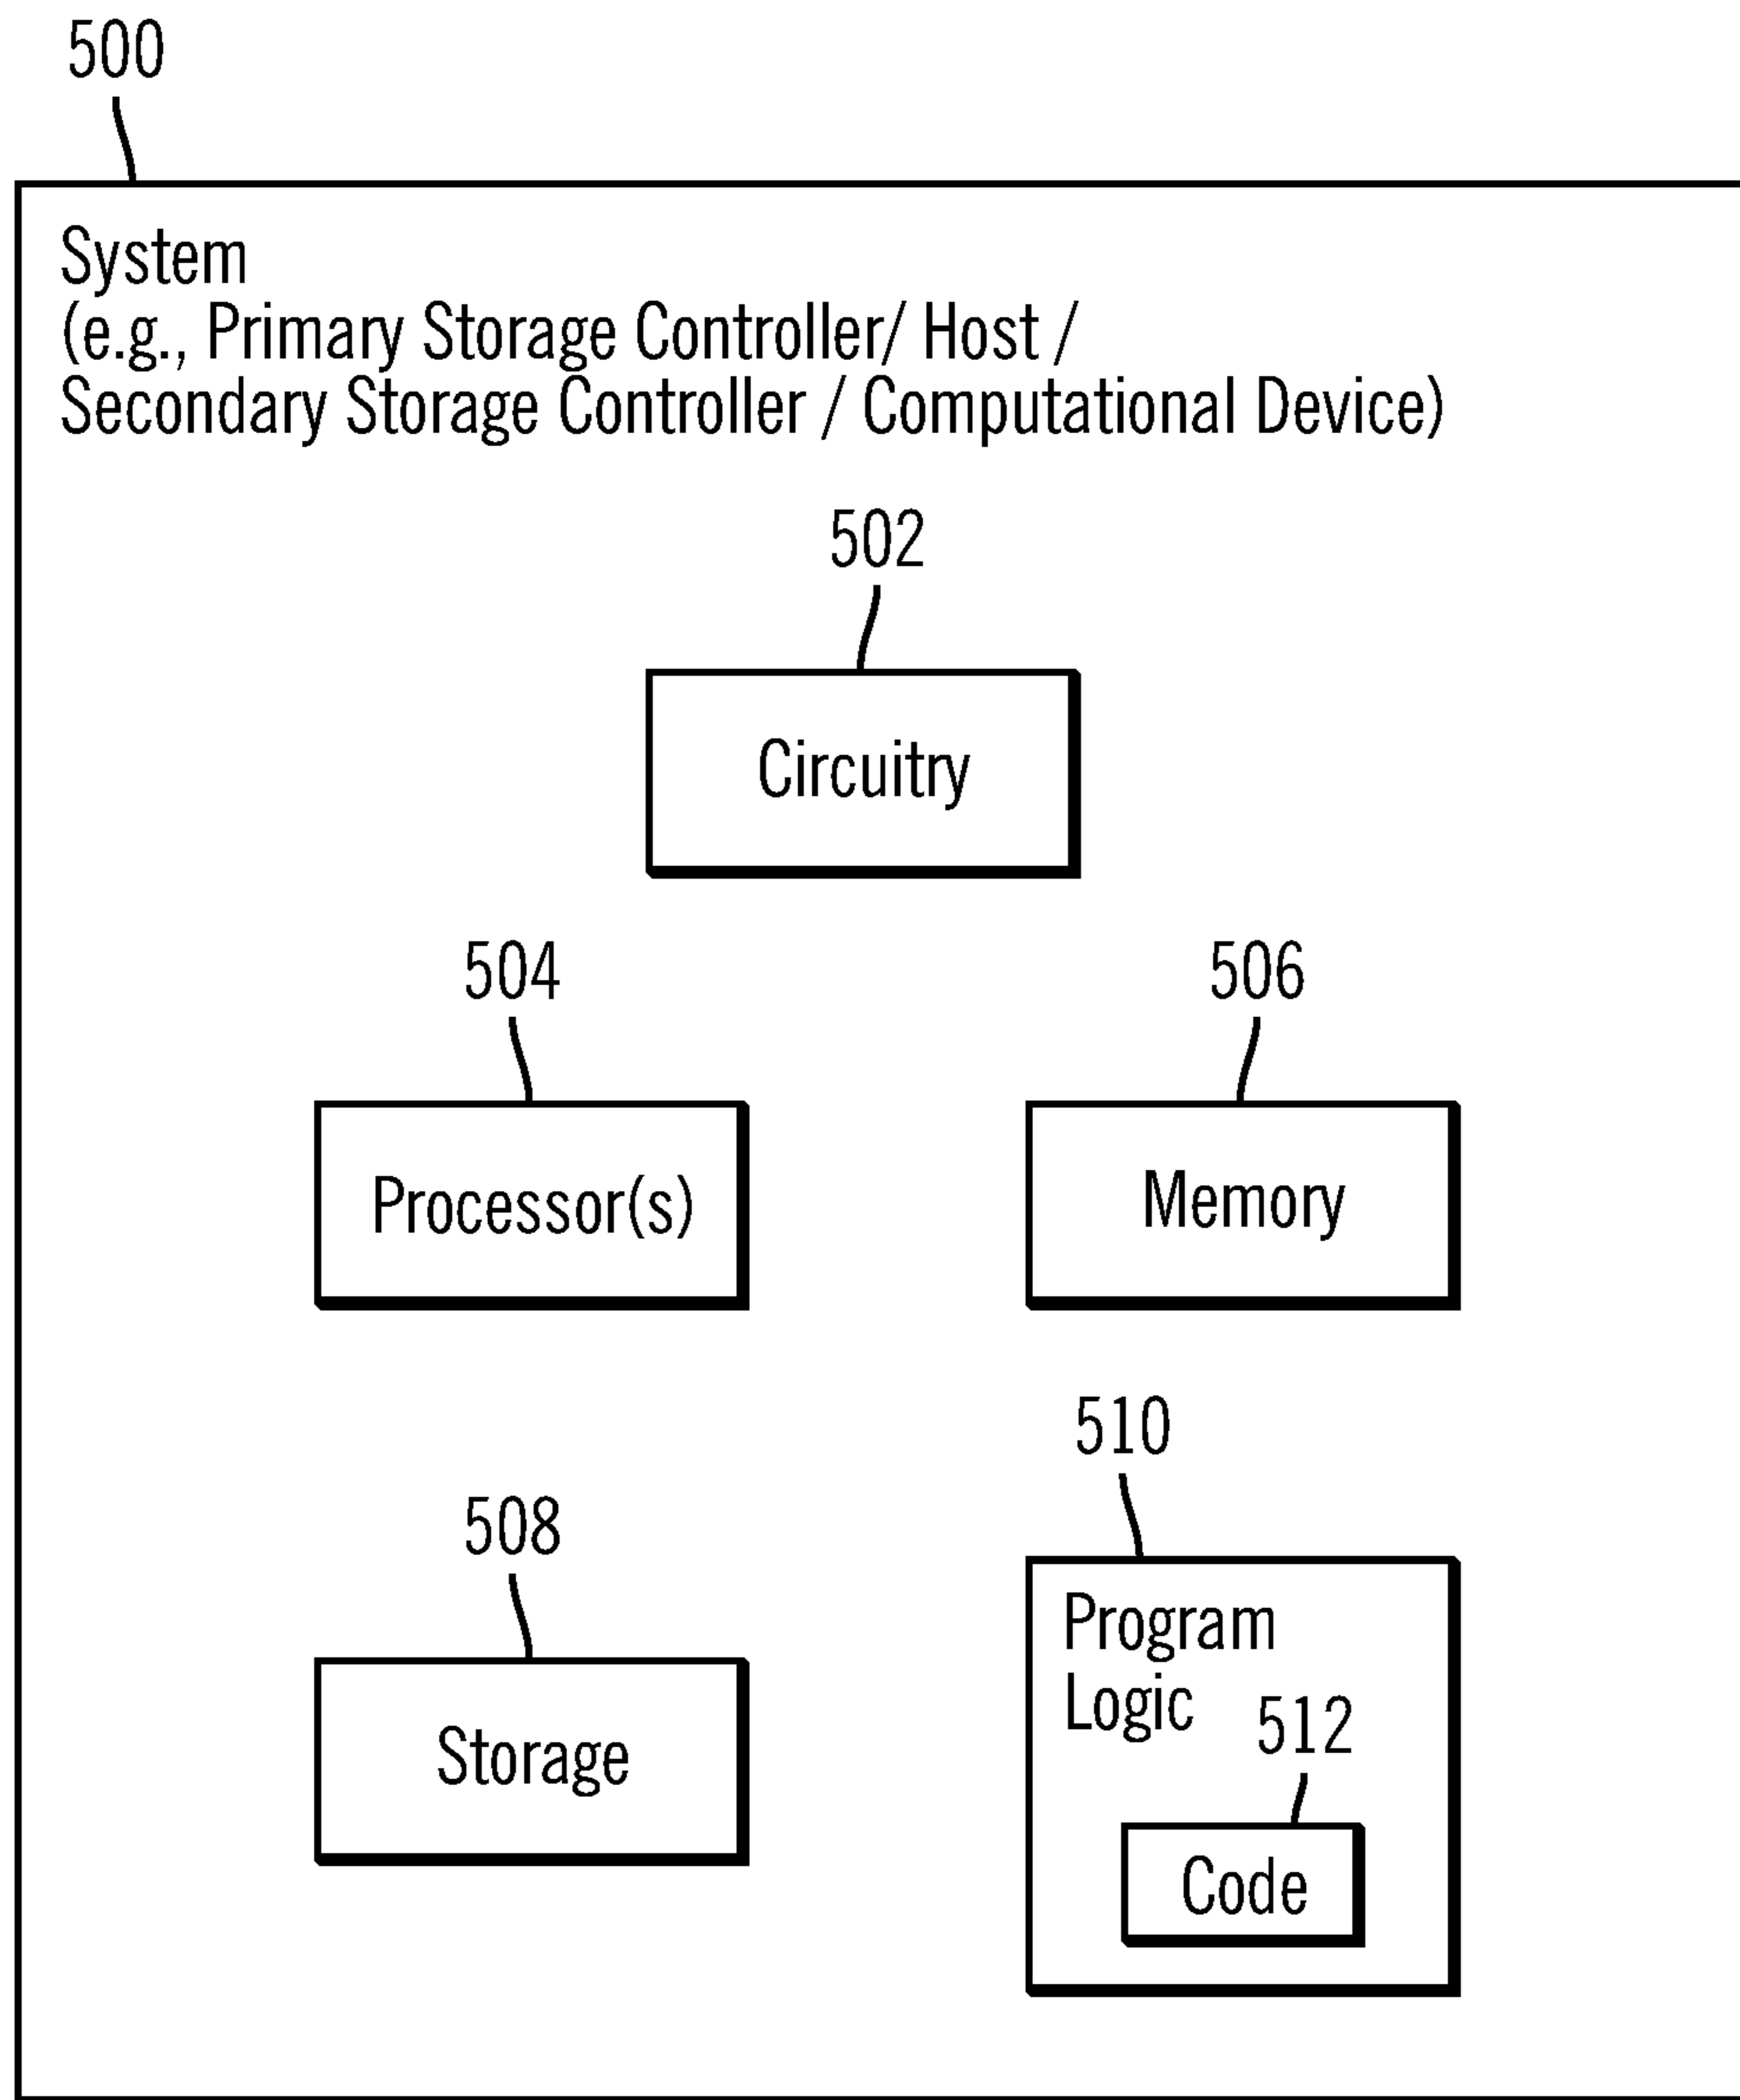 500
System
(e.g., Primary Storage Controller/ Host /
Secondary Storage Controller / Computational Device)
502
Circuitry
504
506
Processor(s)
Memory
510
508
Program
Logic
512
Storage
Code